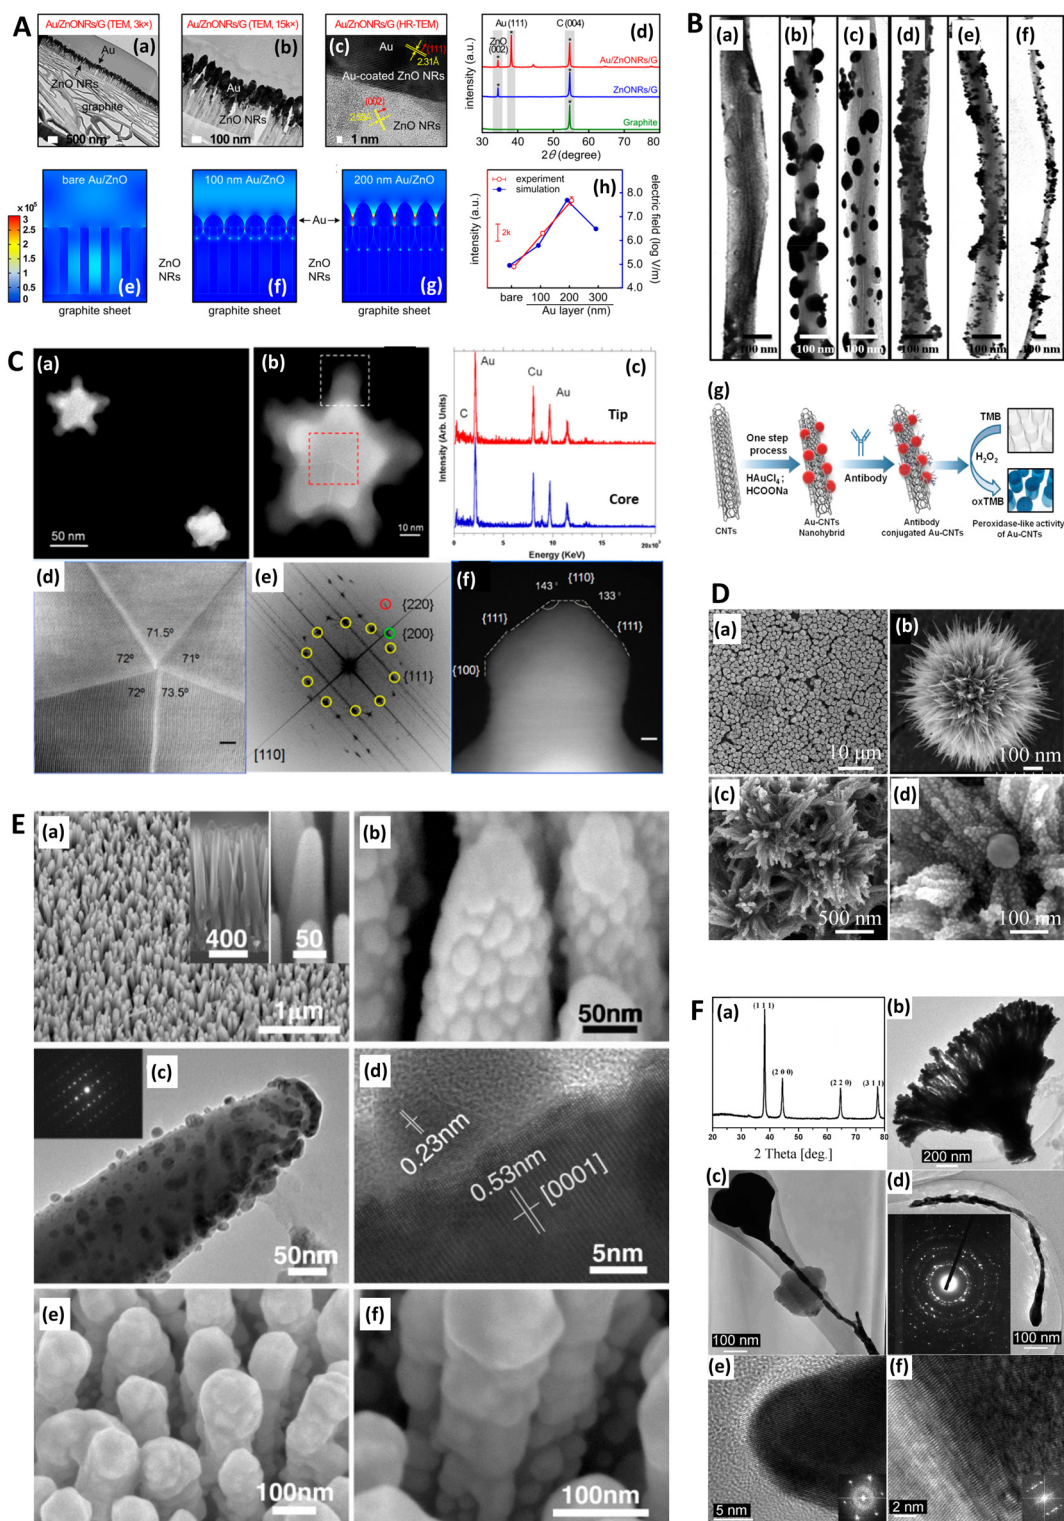 A
Au/ZnONRs/G (TEM, 3k×)
(a)
Au
ZnO NRs
graphite
500 nm
Au/ZnONRs/G (TEM, 15k×)
(b)
Au
ZnO NRs
100 nm
Au/ZnONRs/G (HR-TEM)
(c)
Au
(111)
2.31Å
Au-coated ZnO NRs
(002)
ZnO NRs
1 nm
(d)
intensity (a.u.)
Au (111)
C (004)
ZnO
(002)
Au/ZnONRs/G
ZnONRs/G
Graphite
30 40 50 60 70 80
2θ (degree)
bare Au/ZnO
(e)
× 10⁵
3
2.5
2
1.5
1
0.5
0
graphite sheet
ZnO
NRs
100 nm Au/ZnO
(f)
graphite sheet
Au
ZnO
NRs
200 nm Au/ZnO
(g)
graphite sheet
(h)
experiment
simulation
intensity (a.u.)
2k
electric field (log V/m)
8.0
7.0
6.0
5.0
4.0
bare 100 200 300
Au layer (nm)
B
(a)
100 nm
(b)
100 nm
(c)
100 nm
(d)
100 nm
(e)
100 nm
(f)
100 nm
(g)
CNTs
One step
process
HAuCl₄ ;
HCOONa
Au-CNTs
Nanohybrid
Antibody
Antibody
conjugated Au-CNTs
TMB
H₂O₂
oxTMB
Peroxidase-like activity
of Au-CNTs
C
(a)
50 nm
(b)
10 nm
(c)
Intensity (Arb. Units)
C
Au
Cu
Au
Tip
Core
0 5 10 15 20×10³
Energy (KeV)
(d)
71.5º
72º
71º
72º
73.5º
(e)
{220}
{200}
{111}
[110]
(f)
143°
{110}
133°
{111}
{111}
{100}
D
(a)
10 μm
(b)
100 nm
(c)
500 nm
(d)
100 nm
E
(a)
400
50
1μm
(b)
50nm
(c)
50nm
(d)
0.23nm
0.53nm
[0001]
5nm
(e)
100nm
(f)
100nm
F
(a)
(1 1 1)
(2 0 0)
(2 2 0)
(3 1 1)
20 30 40 50 60 70 80
2 Theta [deg.]
(b)
200 nm
(c)
100 nm
(d)
100 nm
(e)
5 nm
(f)
2 nm